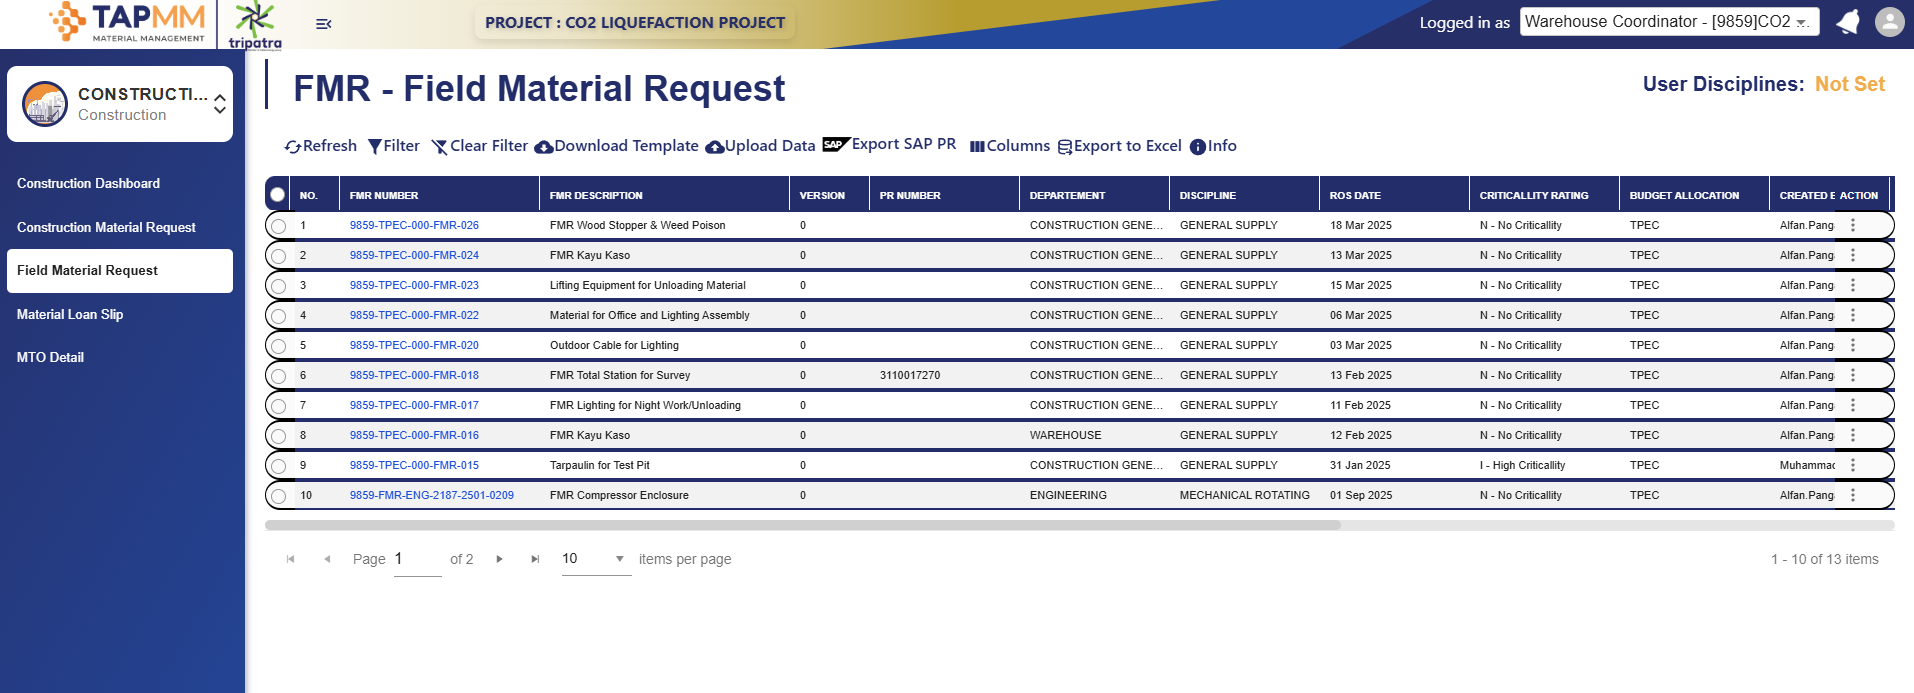 TAPMM
MATERIAL MANAGEMENT
tripatra
PROJECT : CO2 LIQUEFACTION PROJECT
Logged in as
Warehouse Coordinator - [9859]CO2 ...
CONSTRUCTI...
Construction
Construction Dashboard
Construction Material Request
Field Material Request
Material Loan Slip
MTO Detail
FMR - Field Material Request
User Disciplines: Not Set
Refresh Filter Clear Filter Download Template Upload Data SAP Export SAP PR Columns Export to Excel Info
NO. FMR NUMBER FMR DESCRIPTION VERSION PR NUMBER DEPARTEMENT DISCIPLINE ROS DATE CRITICALLITY RATING BUDGET ALLOCATION CREATED ACTION
1 9859-TPEC-000-FMR-026 FMR Wood Stopper & Weed Poison 0 CONSTRUCTION GENE... GENERAL SUPPLY 18 Mar 2025 N - No Criticallity TPEC Alfan.Pang
2 9859-TPEC-000-FMR-024 FMR Kayu Kaso 0 CONSTRUCTION GENE... GENERAL SUPPLY 13 Mar 2025 N - No Criticallity TPEC Alfan.Pang
3 9859-TPEC-000-FMR-023 Lifting Equipment for Unloading Material 0 CONSTRUCTION GENE... GENERAL SUPPLY 15 Mar 2025 N - No Criticallity TPEC Alfan.Pang
4 9859-TPEC-000-FMR-022 Material for Office and Lighting Assembly 0 CONSTRUCTION GENE... GENERAL SUPPLY 06 Mar 2025 N - No Criticallity TPEC Alfan.Pang
5 9859-TPEC-000-FMR-020 Outdoor Cable for Lighting 0 CONSTRUCTION GENE... GENERAL SUPPLY 03 Mar 2025 N - No Criticallity TPEC Alfan.Pang
6 9859-TPEC-000-FMR-018 FMR Total Station for Survey 0 3110017270 CONSTRUCTION GENE... GENERAL SUPPLY 13 Feb 2025 N - No Criticallity TPEC Alfan.Pang
7 9859-TPEC-000-FMR-017 FMR Lighting for Night Work/Unloading 0 CONSTRUCTION GENE... GENERAL SUPPLY 11 Feb 2025 N - No Criticallity TPEC Alfan.Pang
8 9859-TPEC-000-FMR-016 FMR Kayu Kaso 0 WAREHOUSE GENERAL SUPPLY 12 Feb 2025 N - No Criticallity TPEC Alfan.Pang
9 9859-TPEC-000-FMR-015 Tarpaulin for Test Pit 0 CONSTRUCTION GENE... GENERAL SUPPLY 31 Jan 2025 I - High Criticallity TPEC Muhammad
10 9859-FMR-ENG-2187-2501-0209 FMR Compressor Enclosure 0 ENGINEERING MECHANICAL ROTATING 01 Sep 2025 N - No Criticallity TPEC Alfan.Pang
Page 1 of 2 10 items per page
1 - 10 of 13 items